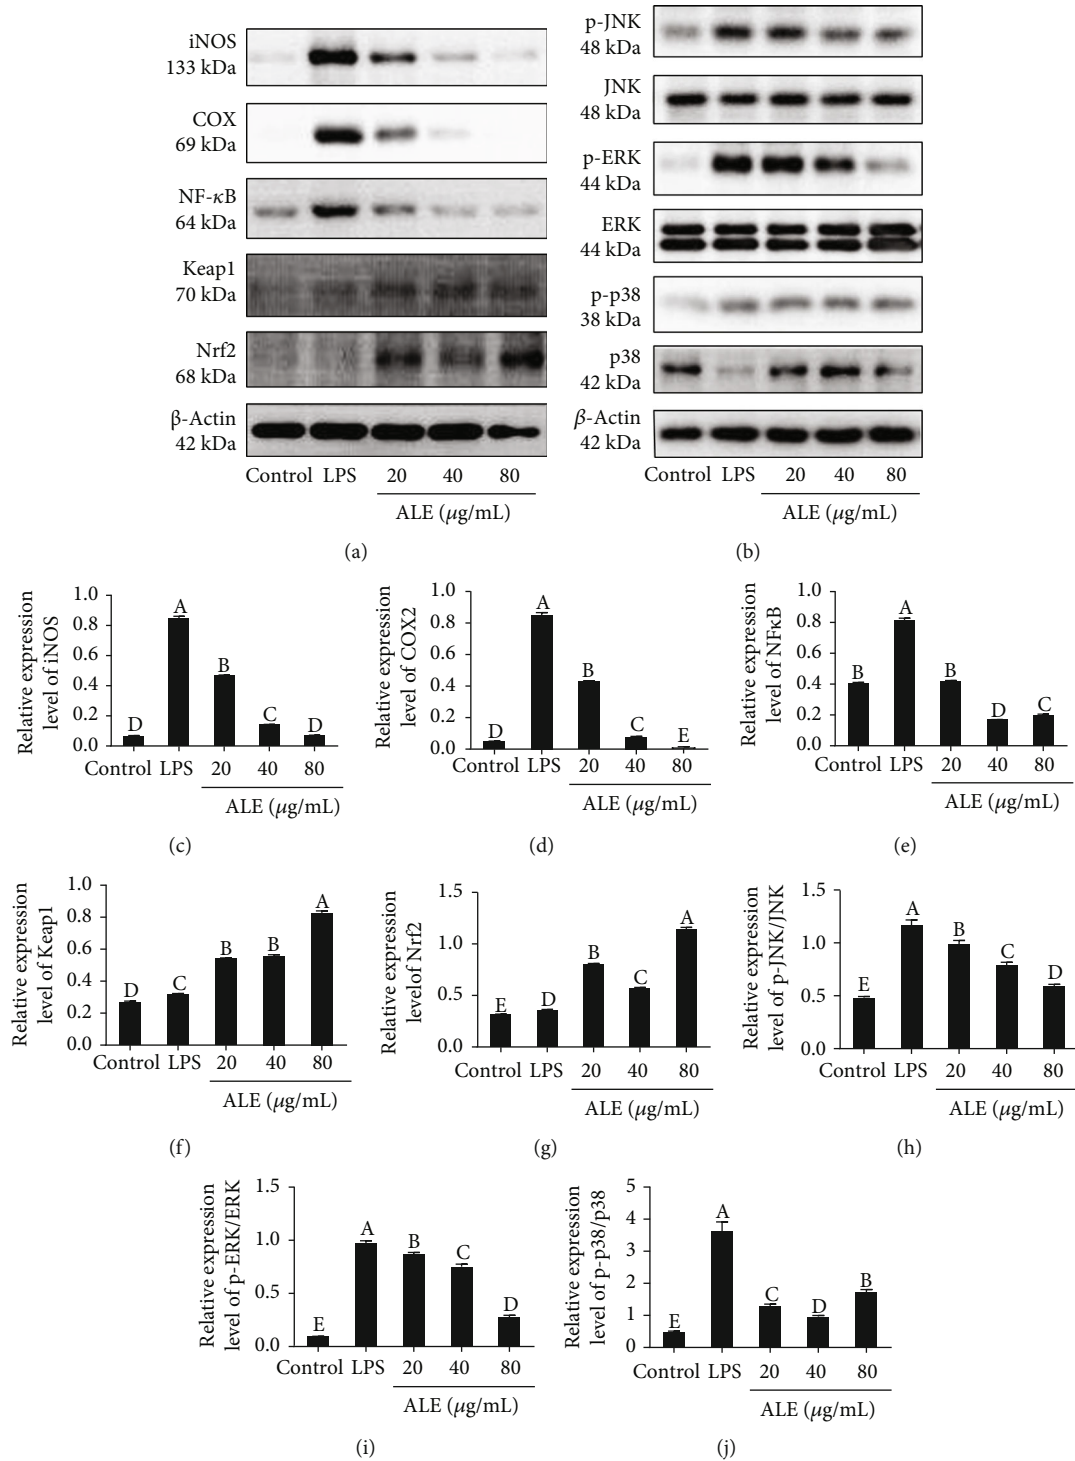 iNOS
133 kDa
COX
69 kDa
NF-κB
64 kDa
Keap1
70 kDa
Nrf2
68 kDa
β-Actin
42 kDa
Control LPS 20 40 80
ALE (μg/mL)
(a)
p-JNK
48 kDa
JNK
48 kDa
p-ERK
44 kDa
ERK
44 kDa
p-p38
38 kDa
p38
42 kDa
β-Actin
42 kDa
Control LPS 20 40 80
ALE (μg/mL)
(b)
Relative expression
level of iNOS
1.0
0.8
0.6
0.4
0.2
0.0
D A B C D
Control LPS 20 40 80
ALE (μg/mL)
(c)
Relative expression
level of COX2
1.0
0.8
0.6
0.4
0.2
0.0
D A B C E
Control LPS 20 40 80
ALE (μg/mL)
(d)
Relative expression
level of NFκB
1.0
0.8
0.6
0.4
0.2
0.0
B A B D C
Control LPS 20 40 80
ALE (μg/mL)
(e)
Relative expression
level of Keap1
1.0
0.8
0.6
0.4
0.2
0.0
D C B B A
Control LPS 20 40 80
ALE (μg/mL)
(f)
Relative expression
levelof Nrf2
1.5
1.0
0.5
0.0
E D B C A
Control LPS 20 40 80
ALE (μg/mL)
(g)
Relative expression
level of p-JNK/JNK
1.5
1.0
0.5
0.0
E A B C D
Control LPS 20 40 80
ALE (μg/mL)
(h)
Relative expression
level of p-ERK/ERK
1.5
1.0
0.5
0.0
E A B C D
Control LPS 20 40 80
ALE (μg/mL)
(i)
Relative expression
level of p-p38/p38
5
4
3
2
1
0
E A C D B
Control LPS 20 40 80
ALE (μg/mL)
(j)